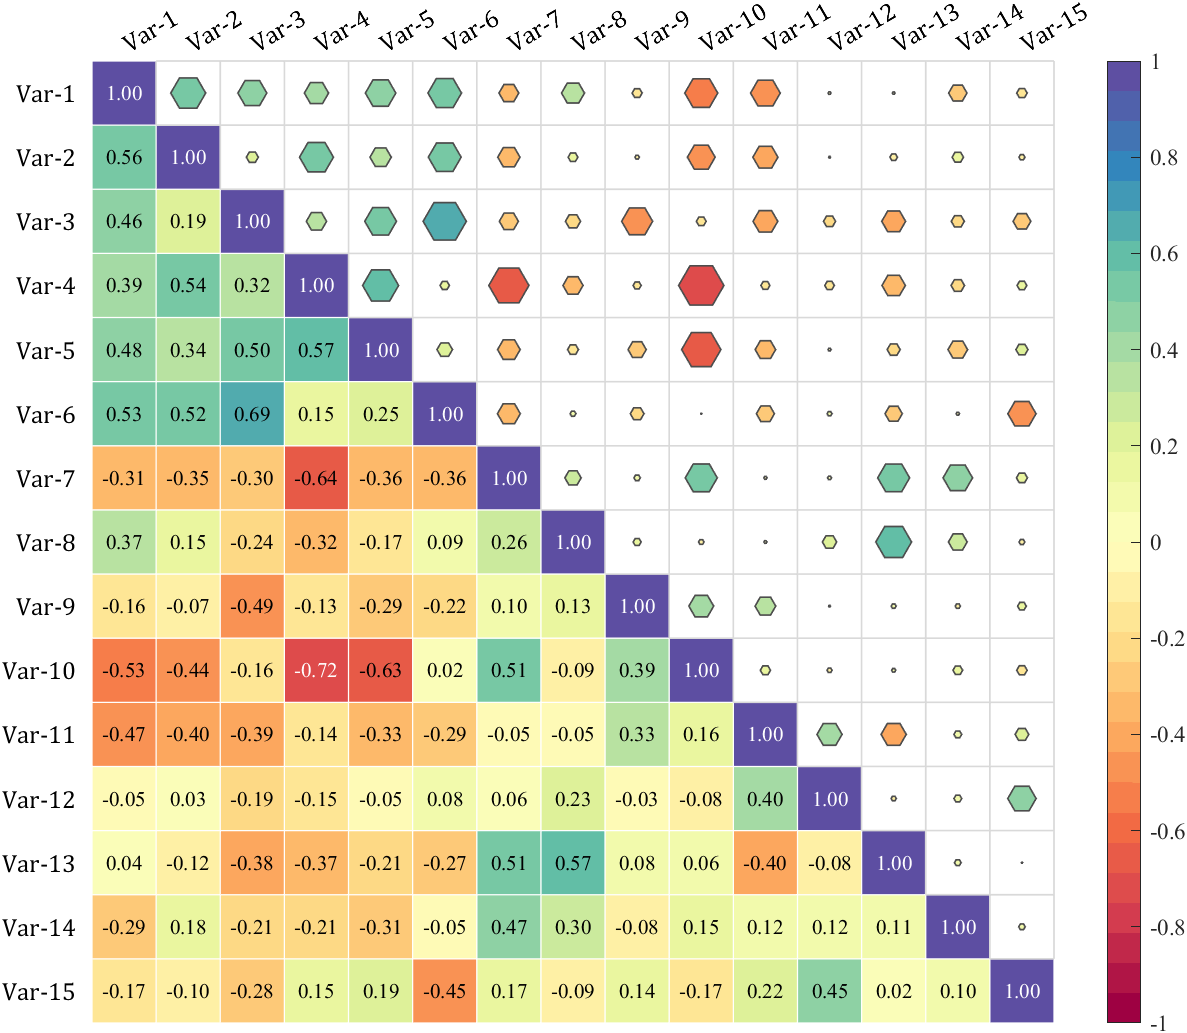 Var-1 Var-2 Var-3 Var-4 Var-5 Var-6 Var-7 Var-8 Var-9 Var-10 Var-11 Var-12 Var-13 Var-14 Var-15
Var-1 1.00
Var-2 0.56 1.00
Var-3 0.46 0.19 1.00
Var-4 0.39 0.54 0.32 1.00
Var-5 0.48 0.34 0.50 0.57 1.00
Var-6 0.53 0.52 0.69 0.15 0.25 1.00
Var-7 -0.31 -0.35 -0.30 -0.64 -0.36 -0.36 1.00
Var-8 0.37 0.15 -0.24 -0.32 -0.17 0.09 0.26 1.00
Var-9 -0.16 -0.07 -0.49 -0.13 -0.29 -0.22 0.10 0.13 1.00
Var-10 -0.53 -0.44 -0.16 -0.72 -0.63 0.02 0.51 -0.09 0.39 1.00
Var-11 -0.47 -0.40 -0.39 -0.14 -0.33 -0.29 -0.05 -0.05 0.33 0.16 1.00
Var-12 -0.05 0.03 -0.19 -0.15 -0.05 0.08 0.06 0.23 -0.03 -0.08 0.40 1.00
Var-13 0.04 -0.12 -0.38 -0.37 -0.21 -0.27 0.51 0.57 0.08 0.06 -0.40 -0.08 1.00
Var-14 -0.29 0.18 -0.21 -0.21 -0.31 -0.05 0.47 0.30 -0.08 0.15 0.12 0.12 0.11 1.00
Var-15 -0.17 -0.10 -0.28 0.15 0.19 -0.45 0.17 -0.09 0.14 -0.17 0.22 0.45 0.02 0.10 1.00
1
0.8
0.6
0.4
0.2
0
-0.2
-0.4
-0.6
-0.8
-1